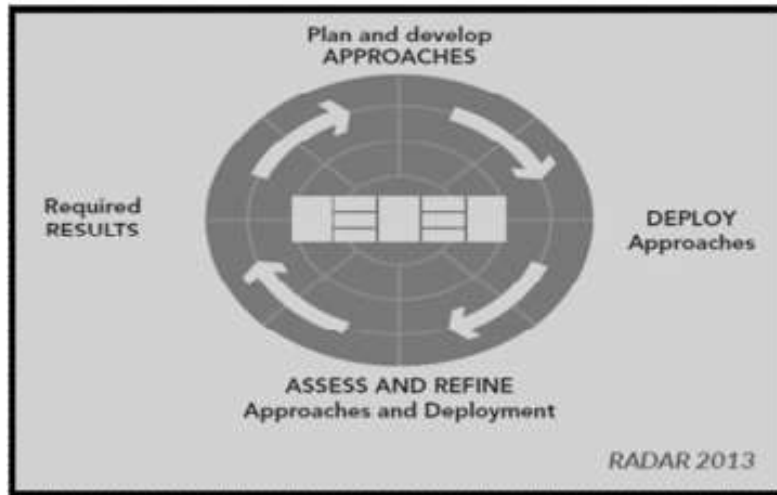 Plan and develop
APPROACHES
Required
RESULTS
DEPLOY
Approaches
ASSESS AND REFINE
Approaches and Deployment
RADAR 2013